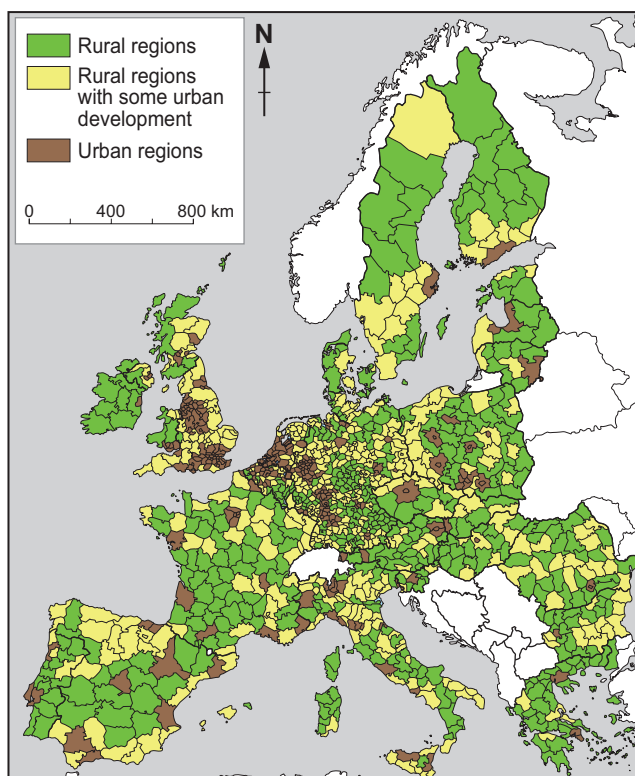 Rural regions
Rural regions
with some urban
development
Urban regions
0 400 800 km
N